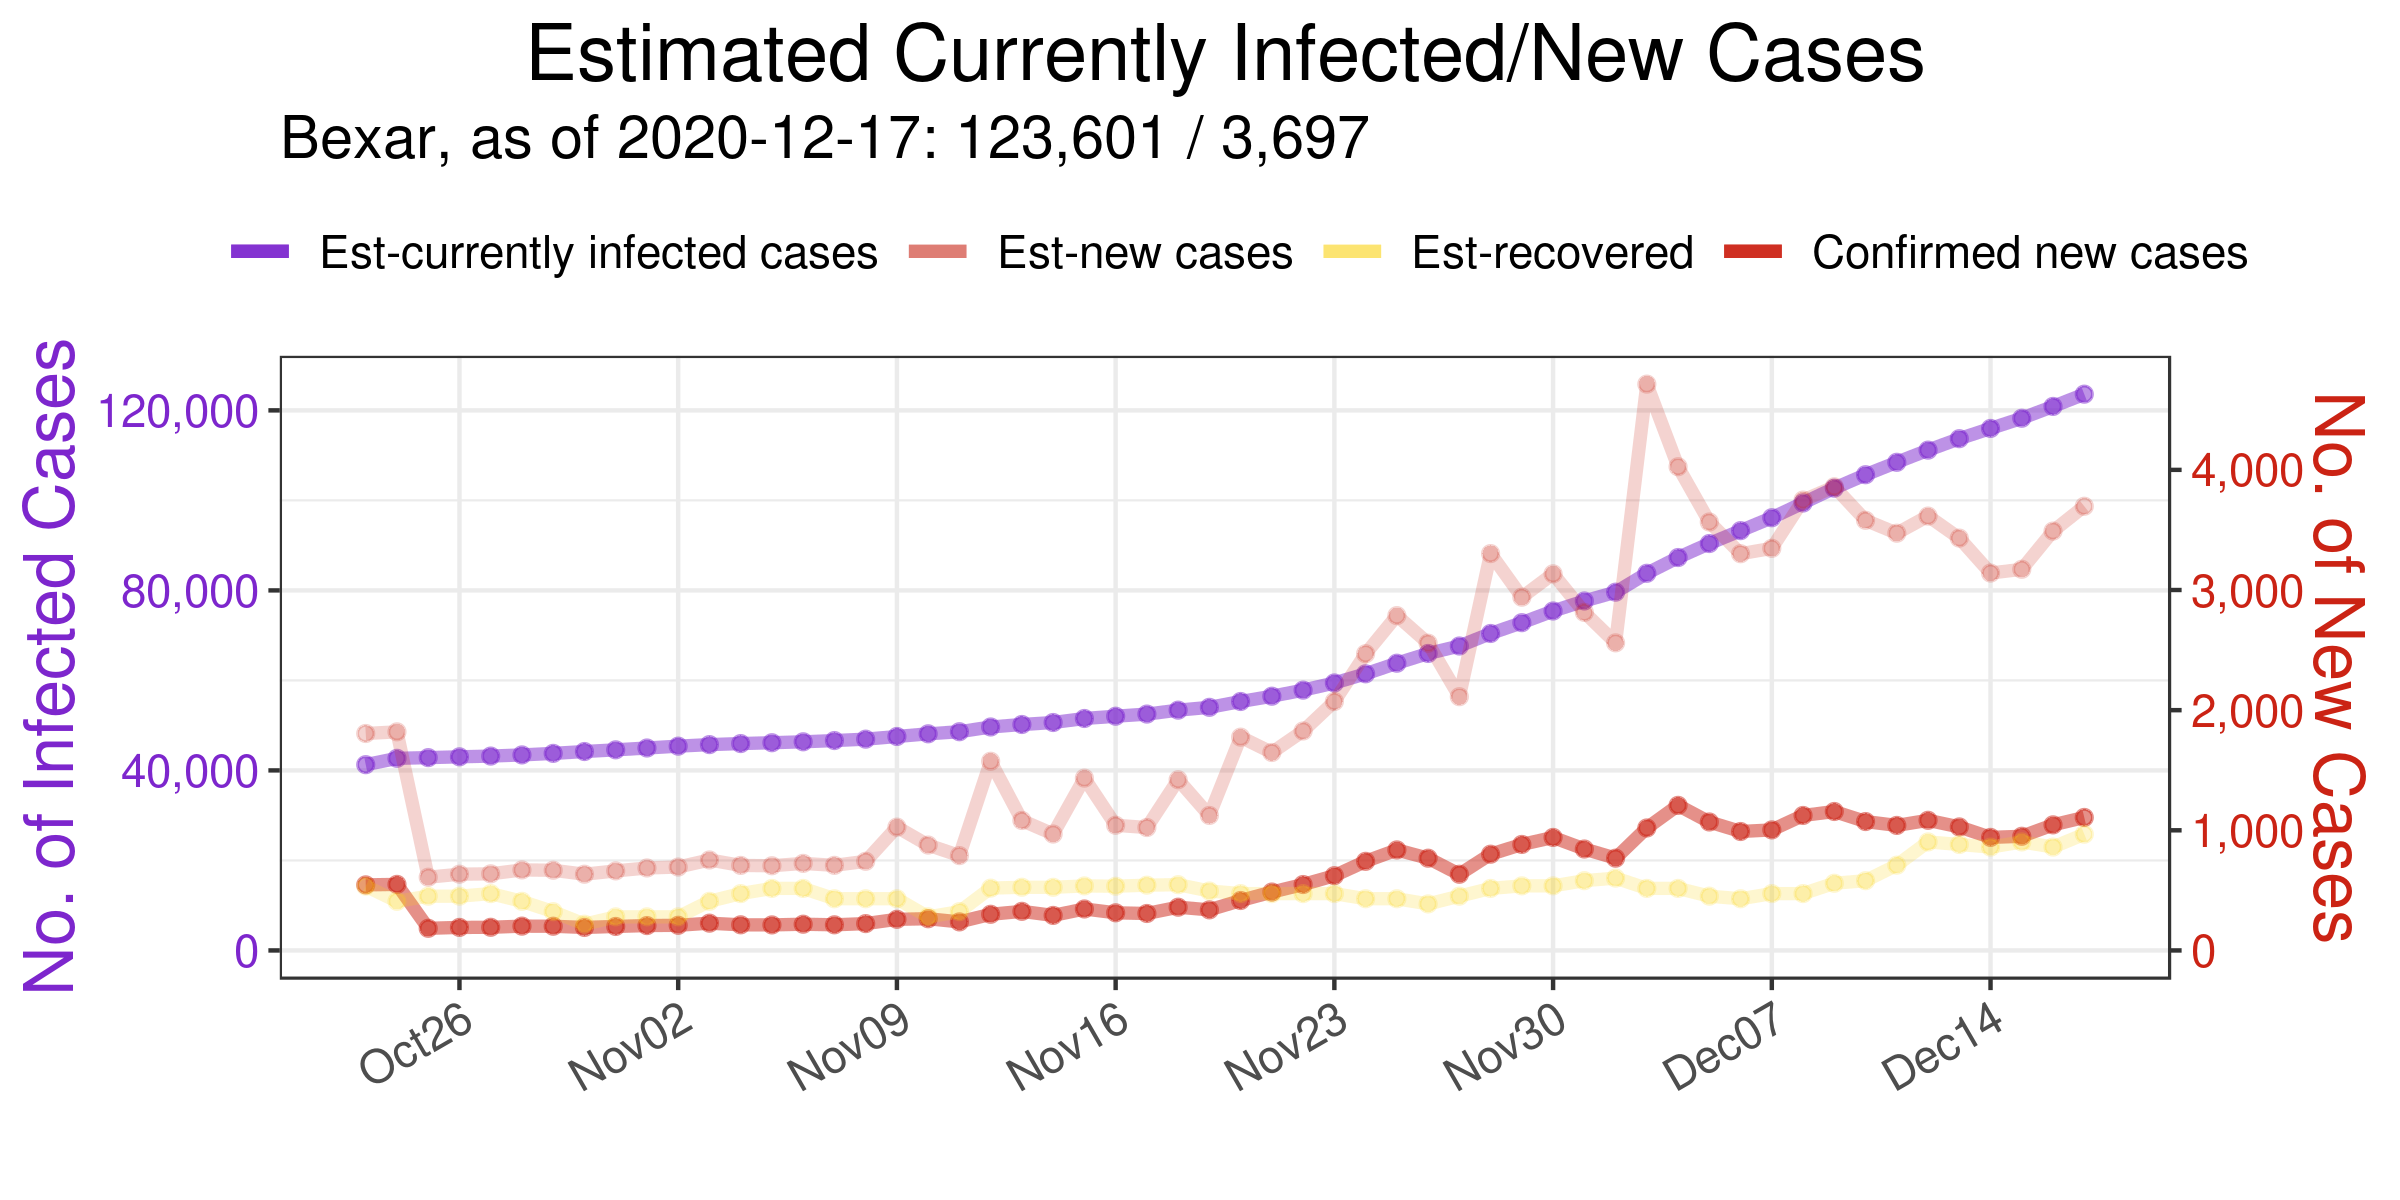 Estimated Currently Infected/New Cases
Bexar, as of 2020-12-17: 123,601 / 3,697
Est-currently infected cases Est-new cases Est-recovered Confirmed new cases
No. of Infected Cases
120,000
80,000
40,000
0
4,000
3,000
2,000
1,000
0
No. of New Cases
Oct26 Nov02 Nov09 Nov16 Nov23 Nov30 Dec07 Dec14